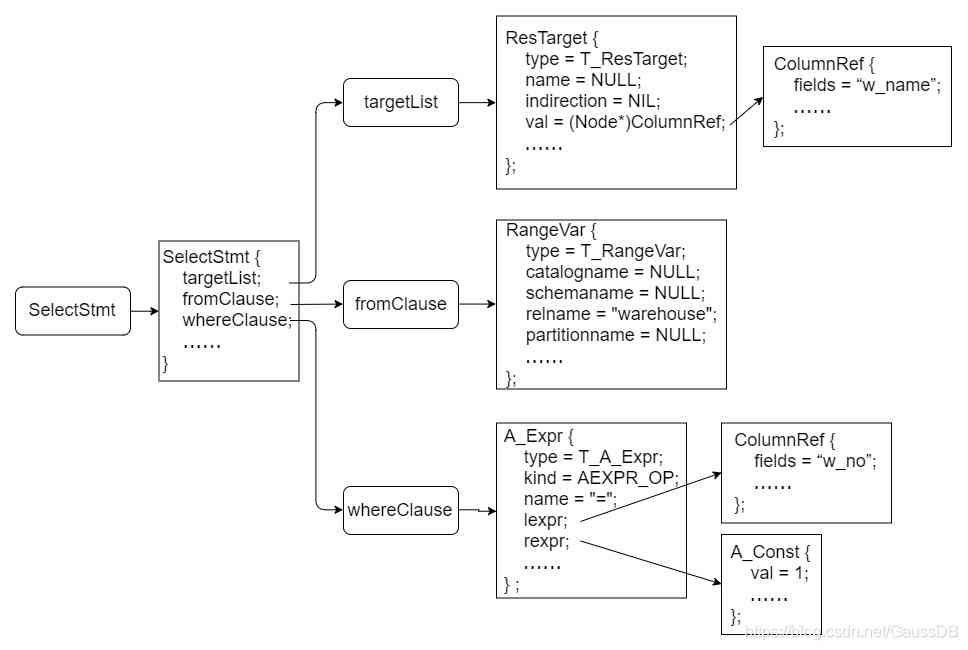 SelectStmt
SelectStmt {
targetList;
fromClause;
whereClause;
......
}
targetList
ResTarget {
type = T_ResTarget;
name = NULL;
indirection = NIL;
val = (Node*)ColumnRef;
......
};
ColumnRef {
fields = “w_name”;
......
};
fromClause
RangeVar {
type = T_RangeVar;
catalogname = NULL;
schemaname = NULL;
relname = "warehouse";
partitionname = NULL;
......
};
whereClause
A_Expr {
type = T_A_Expr;
kind = AEXPR_OP;
name = "=";
lexpr;
rexpr;
......
} ;
ColumnRef {
fields = “w_no”;
......
};
A_Const {
val = 1;
......
};
https://blog.csdn.net/GaussDB